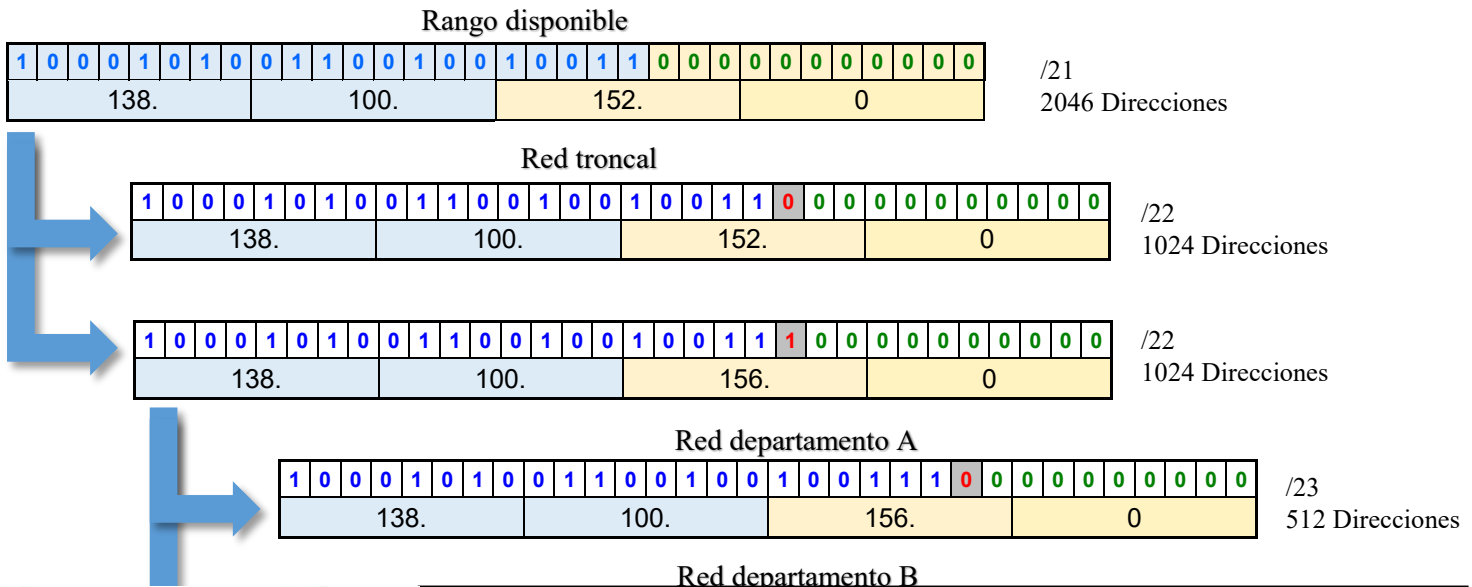 Rango disponible
1 0 0 0 1 0 1 0 0 1 1 0 0 1 0 0 1 0 0 1 1 0 0 0 0 0 0 0 0 0 0 0
/21
138. 100. 152. 0
2046 Direcciones
Red troncal
1 0 0 0 1 0 1 0 0 1 1 0 0 1 0 0 1 0 0 1 1 0 0 0 0 0 0 0 0 0 0 0
/22
138. 100. 152. 0
1024 Direcciones
1 0 0 0 1 0 1 0 0 1 1 0 0 1 0 0 1 0 0 1 1 1 0 0 0 0 0 0 0 0 0 0
/22
138. 100. 156. 0
1024 Direcciones
Red departamento A
1 0 0 0 1 0 1 0 0 1 1 0 0 1 0 0 1 0 0 1 1 1 0 0 0 0 0 0 0 0 0 0
/23
138. 100. 156. 0
512 Direcciones
Red departamento B